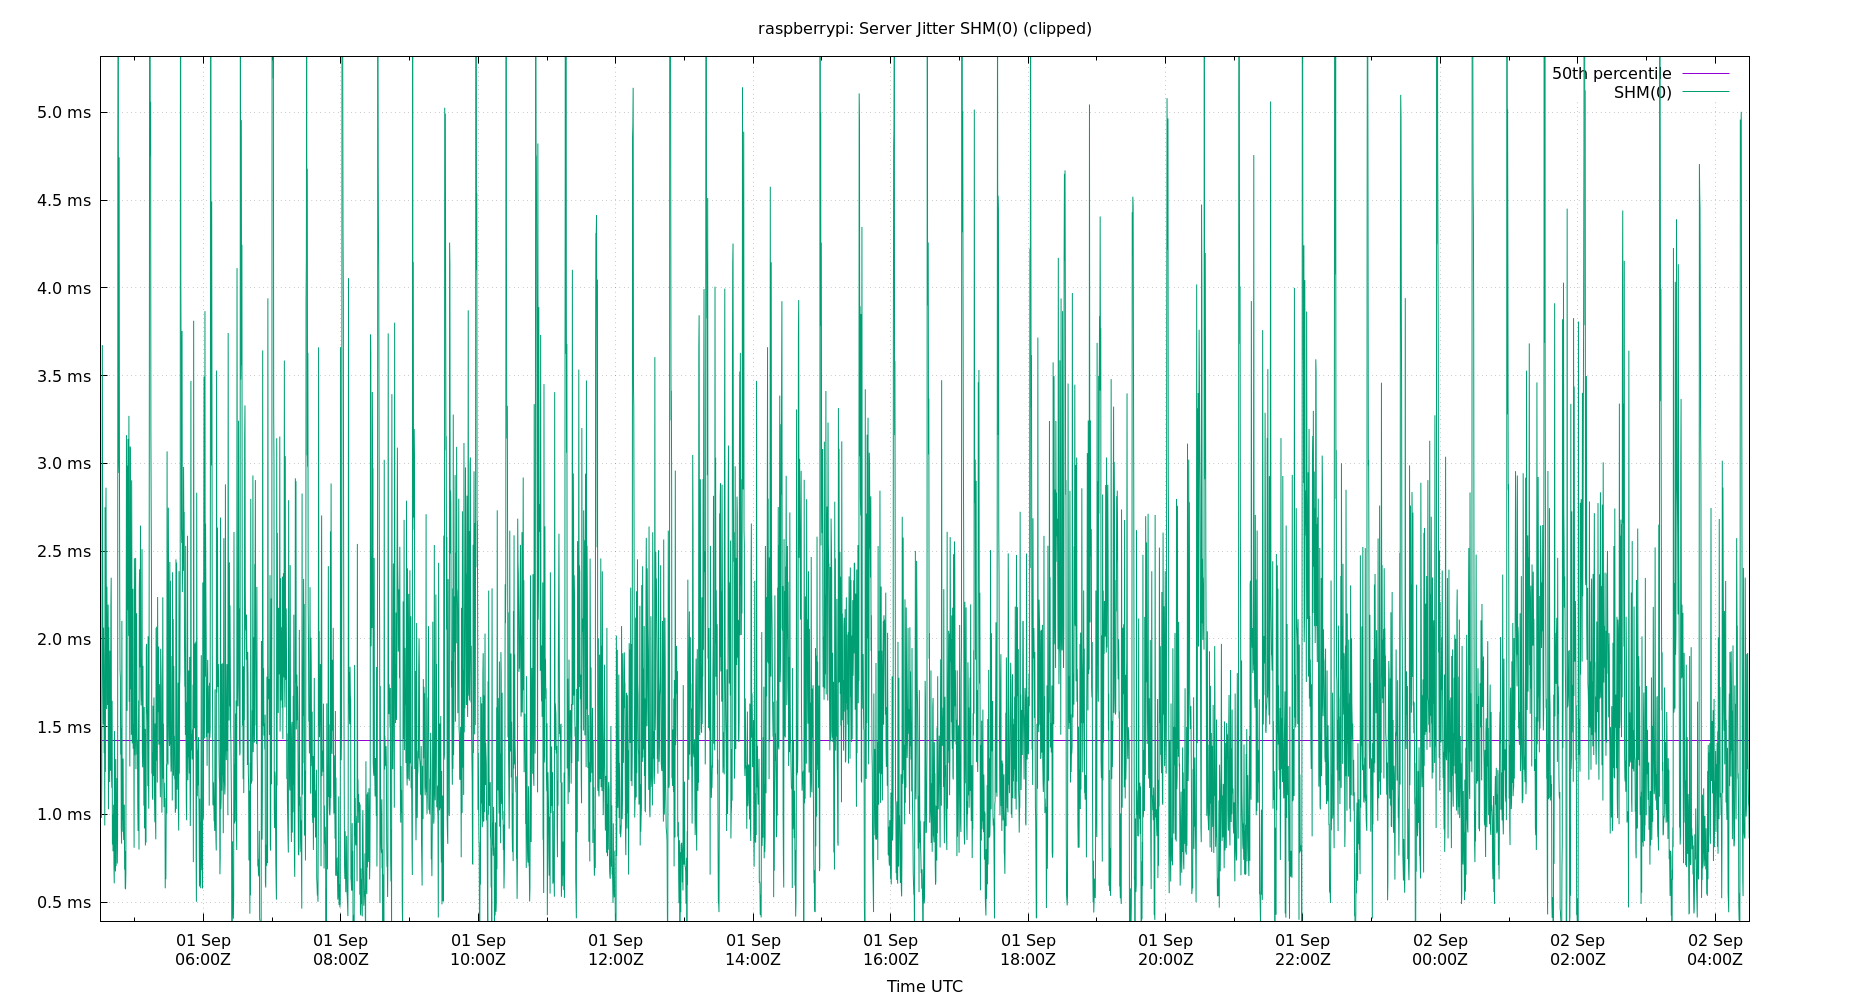 raspberrypi: Server Jitter SHM(0) (clipped)
50th percentile
SHM(0)
5.0 ms
4.5 ms
4.0 ms
3.5 ms
3.0 ms
2.5 ms
2.0 ms
1.5 ms
1.0 ms
0.5 ms
01 Sep 01 Sep 01 Sep 01 Sep 01 Sep 01 Sep 01 Sep 01 Sep 01 Sep 02 Sep 02 Sep 02 Sep
06:00Z 08:00Z 10:00Z 12:00Z 14:00Z 16:00Z 18:00Z 20:00Z 22:00Z 00:00Z 02:00Z 04:00Z
Time UTC